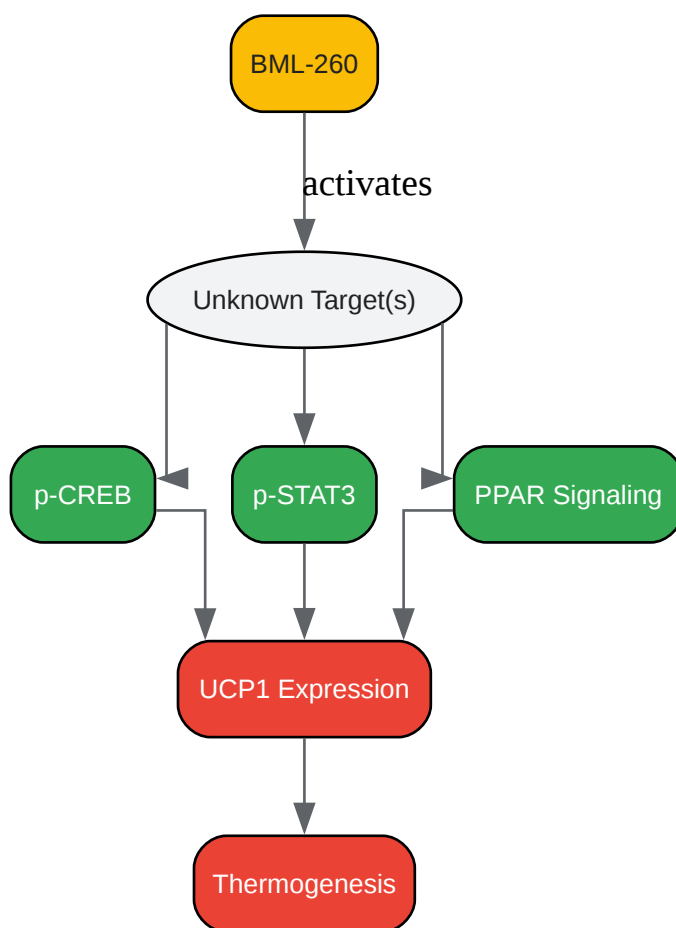 BML-260
activates
Unknown Target(s)
p-CREB
p-STAT3
PPAR Signaling
UCP1 Expression
Thermogenesis